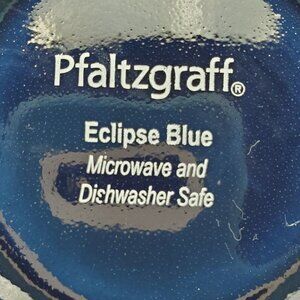 Pfaltzgraff®
Eclipse Blue
Microwave and
Dishwasher Safe